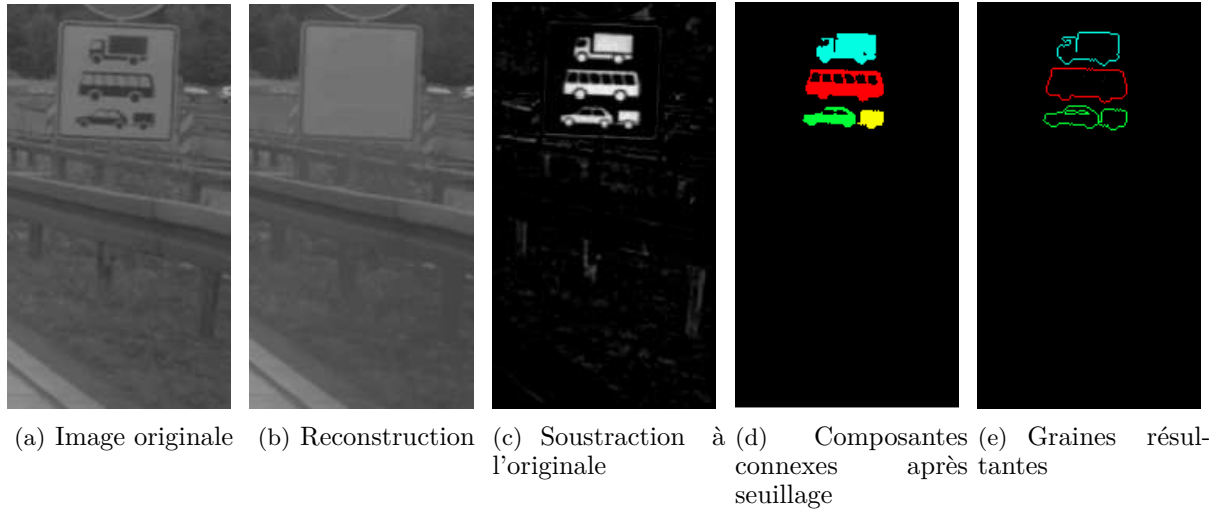 (a) Image originale
(b) Reconstruction
(c) Soustraction à
l'originale
(d) Composantes
connexes après
seuillage
(e) Graines résul-
tantes